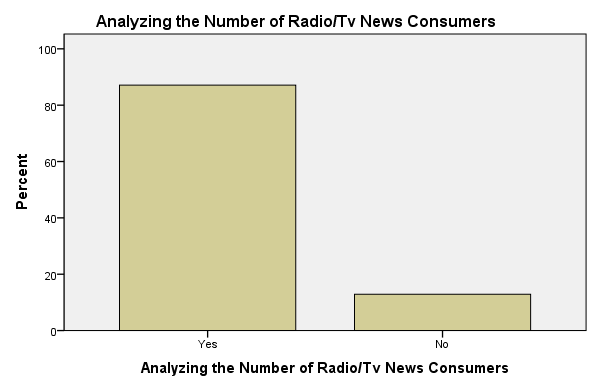 Analyzing the Number of Radio/Tv News Consumers
100
80
60
40
20
0
Percent
Yes No
Analyzing the Number of Radio/Tv News Consumers